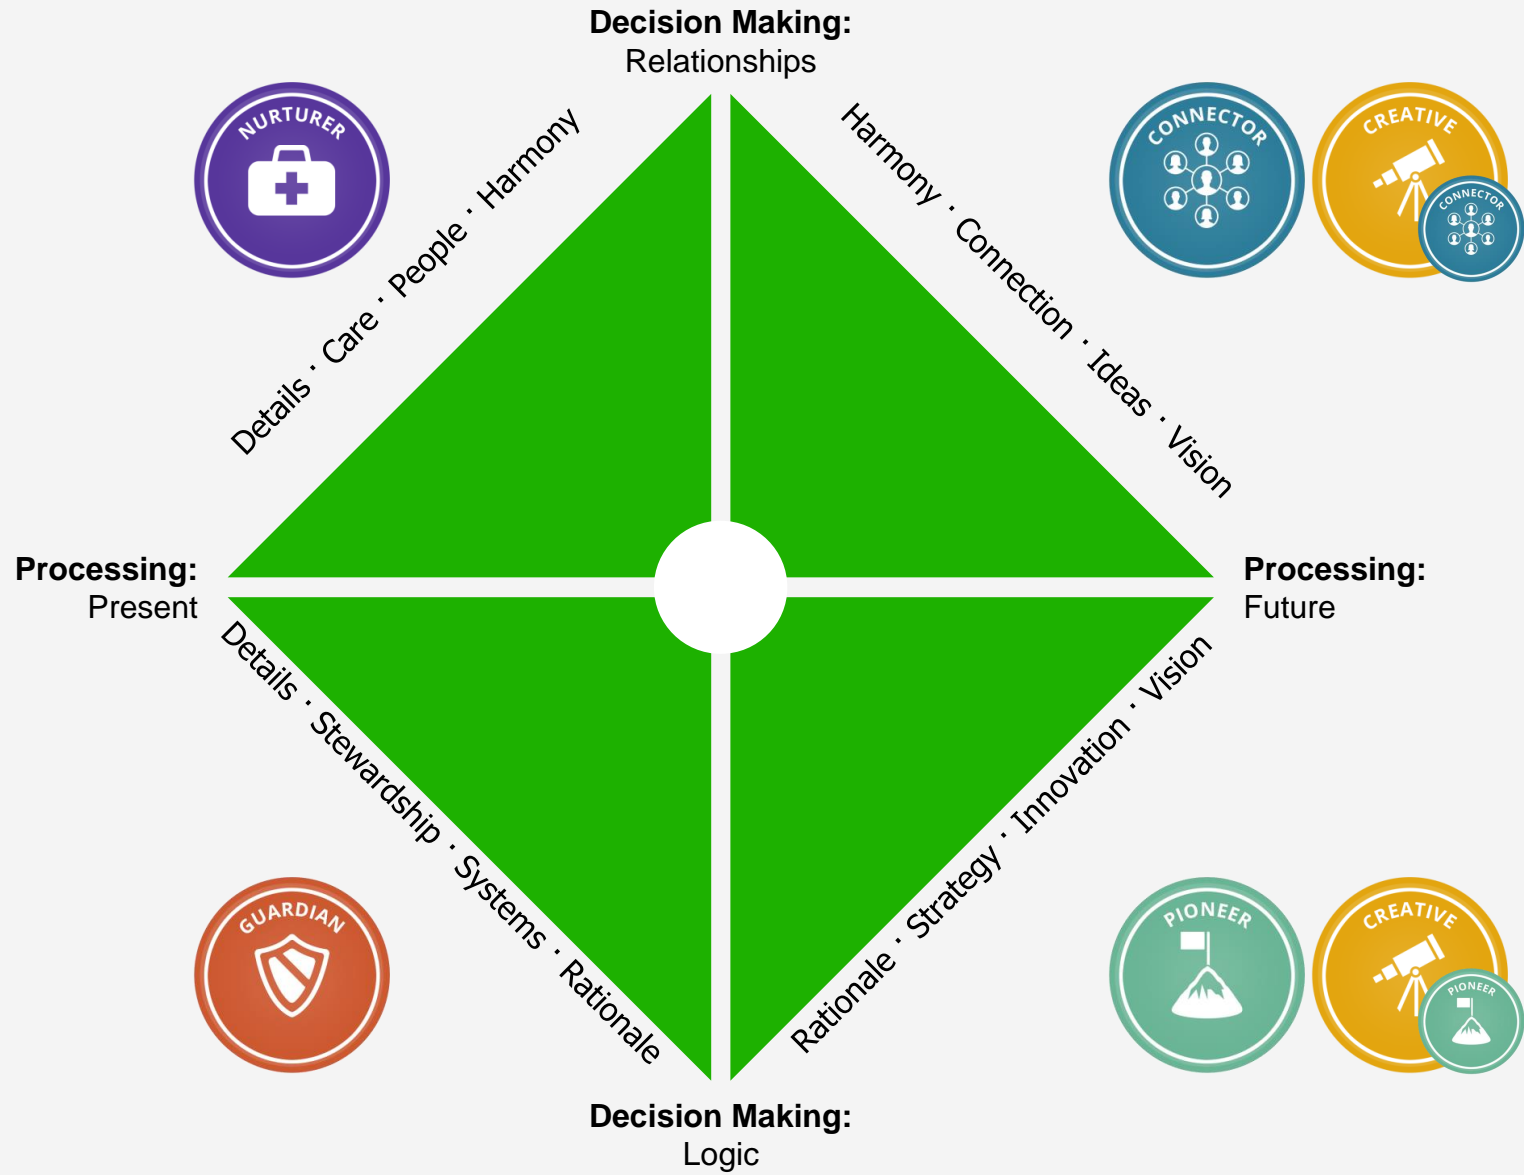 Decision Making:
Relationships
NURTURER
Details · Care · People · Harmony
Harmony · Connection · Ideas · Vision
CONNECTOR
CREATIVE
CONNECTOR
Processing:
Present
Processing:
Future
Details · Stewardship · Systems · Rationale
Rationale · Strategy · Innovation · Vision
GUARDIAN
PIONEER
CREATIVE
PIONEER
Decision Making:
Logic